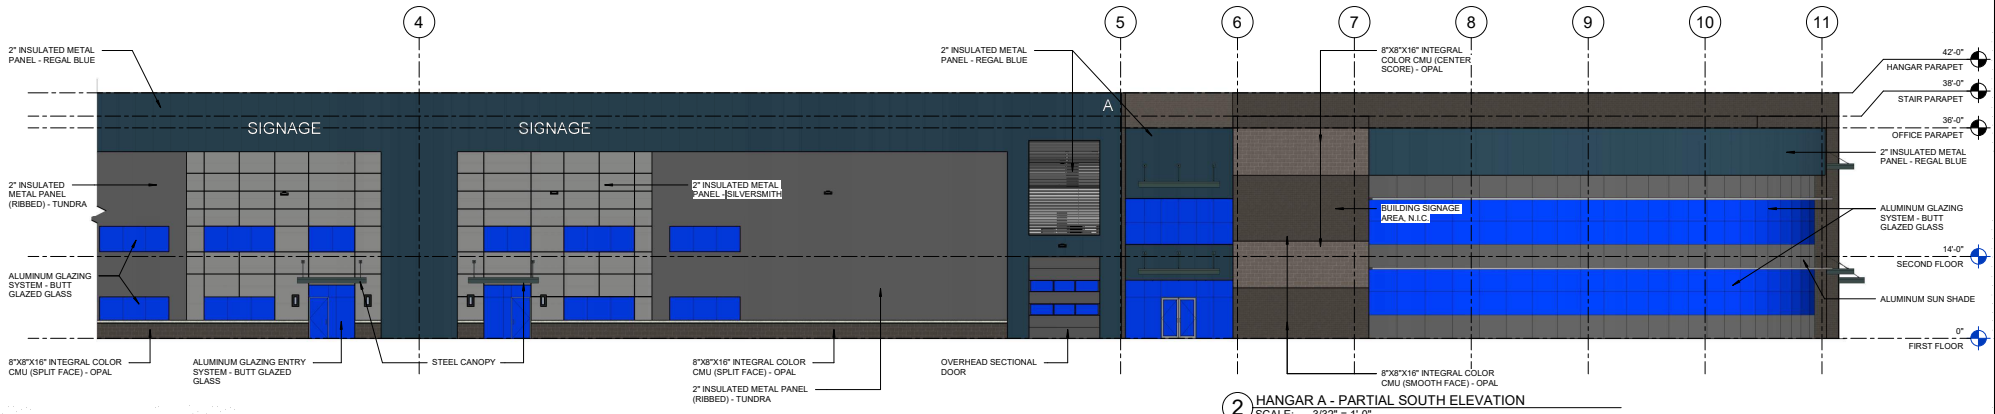 4
5
6
7
8
9
10
11
2" INSULATED METAL
PANEL - REGAL BLUE
2" INSULATED METAL
PANEL - REGAL BLUE
8"X8"X16" INTEGRAL
COLOR CMU (CENTER
SCORE) - OPAL
42'-0"
HANGAR PARAPET
38'-0"
STAIR PARAPET
36'-0"
OFFICE PARAPET
A
SIGNAGE
SIGNAGE
2" INSULATED METAL
PANEL - REGAL BLUE
2" INSULATED
METAL PANEL
(RIBBED) - TUNDRA
2" INSULATED METAL
PANEL - SILVERSMITH
BUILDING SIGNAGE
AREA, N.I.C.
ALUMINUM GLAZING
SYSTEM - BUTT
GLAZED GLASS
14'-0"
SECOND FLOOR
ALUMINUM GLAZING
SYSTEM - BUTT
GLAZED GLASS
ALUMINUM SUN SHADE
0"
FIRST FLOOR
8"X8"X16" INTEGRAL COLOR
CMU (SPLIT FACE) - OPAL
ALUMINUM GLAZING ENTRY
SYSTEM - BUTT GLAZED
GLASS
STEEL CANOPY
8"X8"X16" INTEGRAL COLOR
CMU (SPLIT FACE) - OPAL
2" INSULATED METAL PANEL
(RIBBED) - TUNDRA
OVERHEAD SECTIONAL
DOOR
8"X8"X16" INTEGRAL COLOR
CMU (SMOOTH FACE) - OPAL
2 HANGAR A - PARTIAL SOUTH ELEVATION
SCALE: 3/32" = 1'-0"